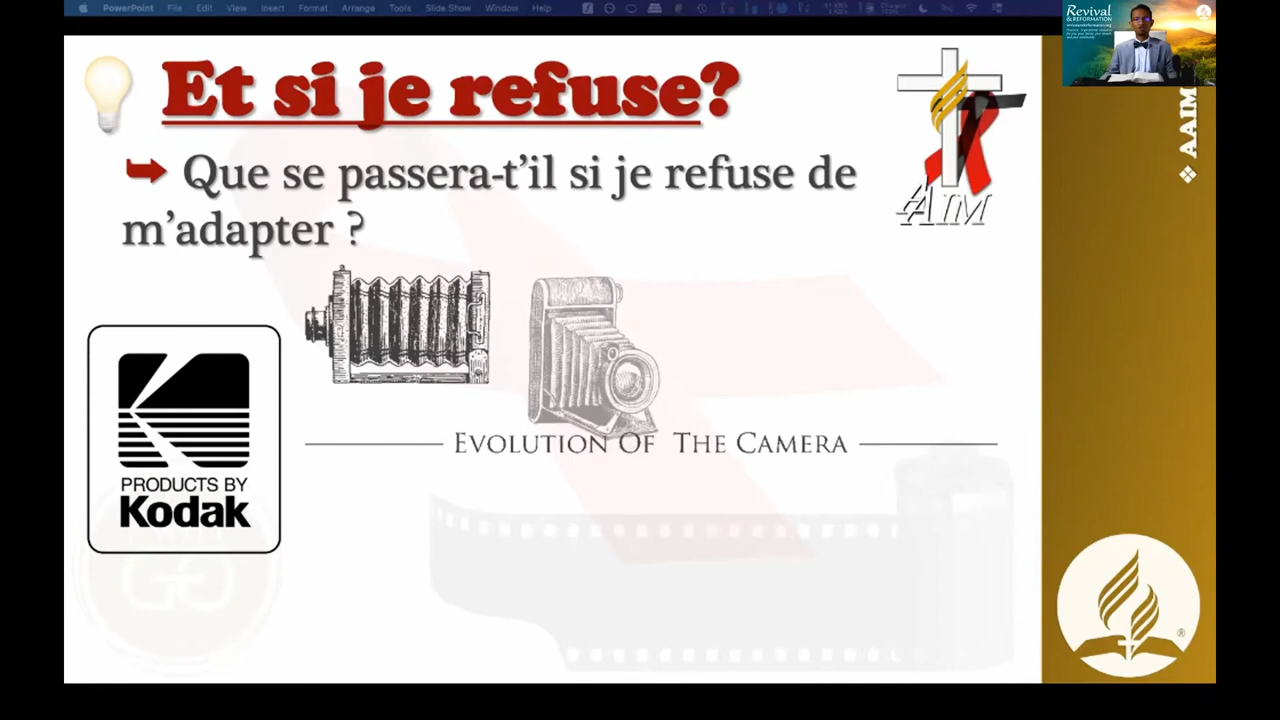 PowerPoint File Edit View Insert Format Arrange Tools Slide Show Window Help
Revival
& REFORMATION
Et si je refuse?
Que se passera-t’il si je refuse de
m’adapter ?
AAIM
❖ AAIM
PRODUCTS BY
Kodak
EVOLUTION OF THE CAMERA
®